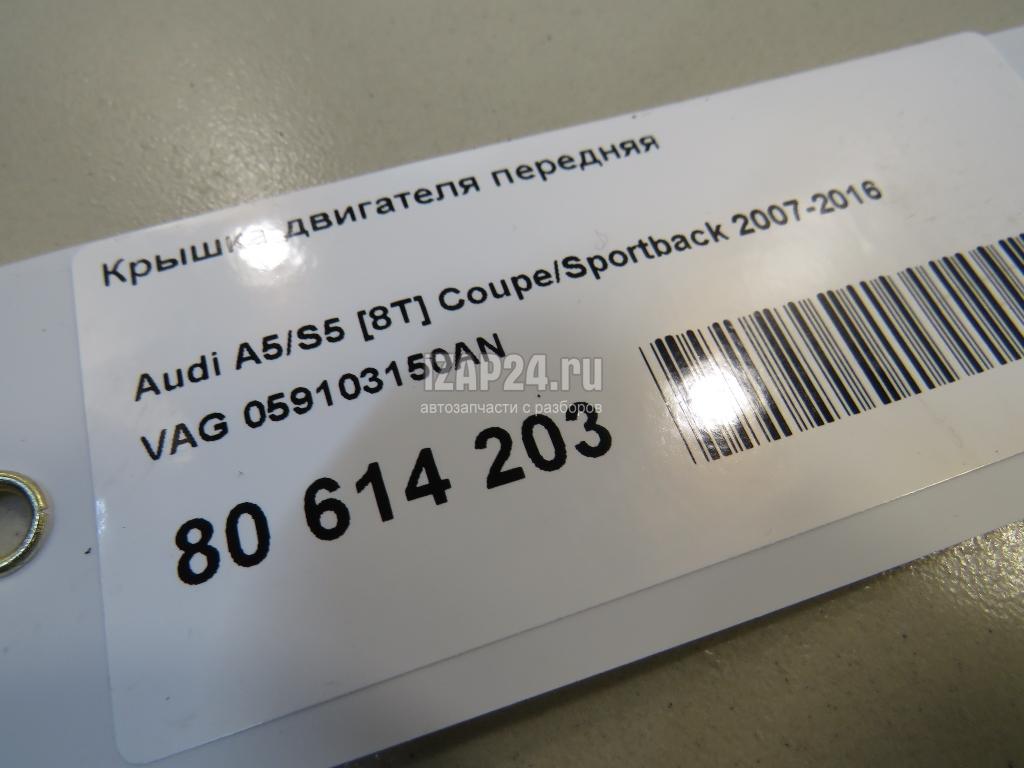 Крышка двигателя передняя
Audi A5/S5 [8T] Coupe/Sportback 2007-2016
VAG 059103150AN
80 614 203
iZAP24.ru
автозапчасти с разборов